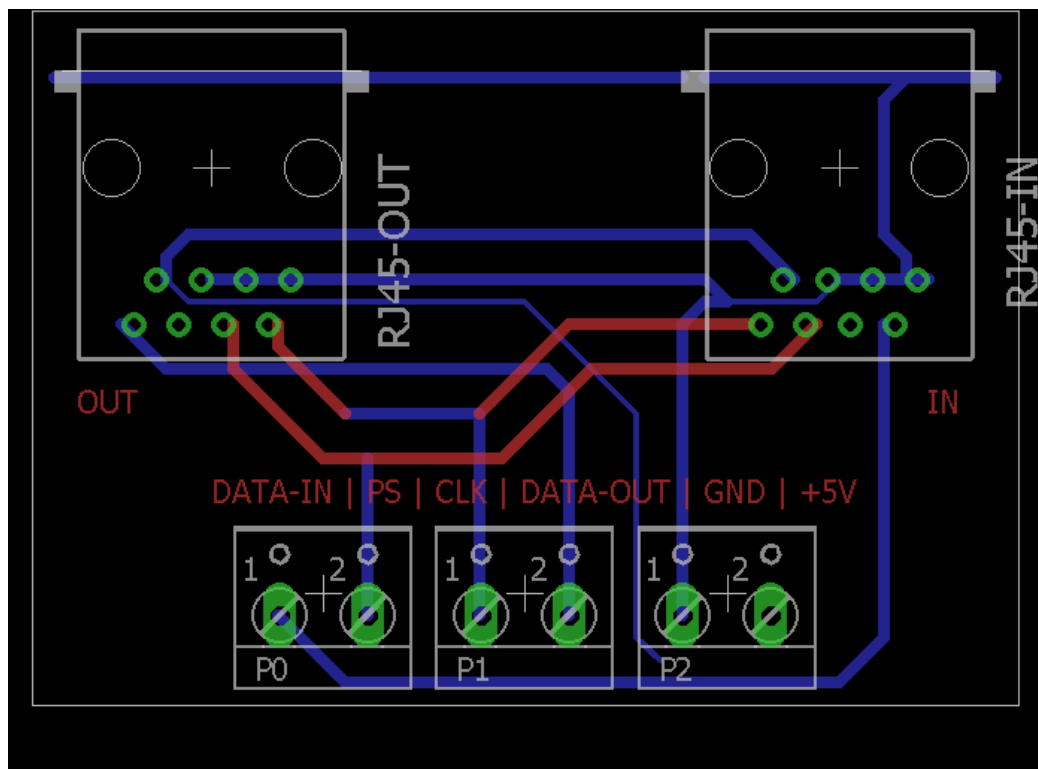 RJ45-OUT
RJ45-IN
OUT
IN
DATA-IN | PS | CLK | DATA-OUT | GND | +5V
1 2 1 2 1 2
P0 P1 P2